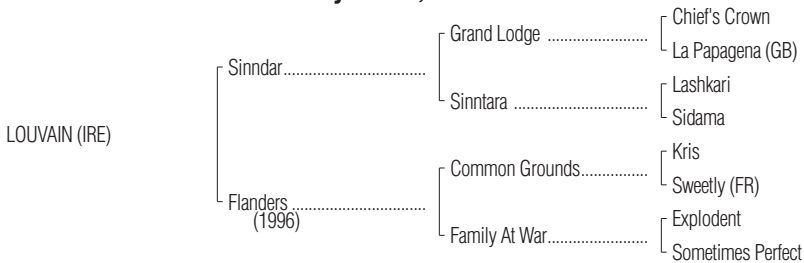 Chief's Crown
Grand Lodge ........................
La Papagena (GB)
Sinndar...................................
Lashkari
Sinntara ................................
Sidama
LOUVAIN (IRE)
Kris
Common Grounds................
Sweetly (FR)
Flanders .................................
(1996)
Explodent
Family At War.........................
Sometimes Perfect